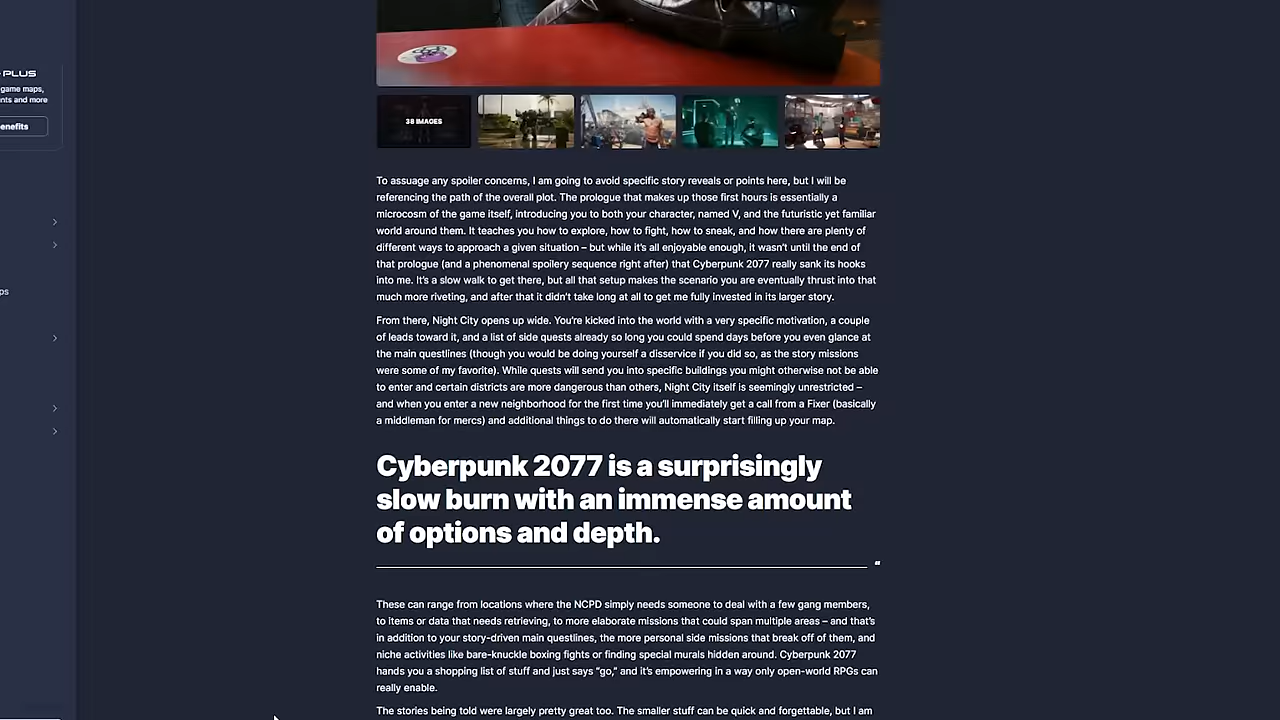 PLUS
game maps,
nts and more
enefits
ps
38 IMAGES
To assuage any spoiler concerns, I am going to avoid specific story reveals or points here, but I will be
referencing the path of the overall plot. The prologue that makes up those first hours is essentially a
microcosm of the game itself, introducing you to both your character, named V, and the futuristic yet familiar
world around them. It teaches you how to explore, how to fight, how to sneak, and how there are plenty of
different ways to approach a given situation – but while it's all enjoyable enough, it wasn't until the end of
that prologue (and a phenomenal spoilery sequence right after) that Cyberpunk 2077 really sank its hooks
into me. It's a slow walk to get there, but all that setup makes the scenario you are eventually thrust into that
much more riveting, and after that it didn't take long at all to get me fully invested in its larger story.
From there, Night City opens up wide. You're kicked into the world with a very specific motivation, a couple
of leads toward it, and a list of side quests already so long you could spend days before you even glance at
the main questlines (though you would be doing yourself a disservice if you did so, as the story missions
were some of my favorite). While quests will send you into specific buildings you might otherwise not be able
to enter and certain districts are more dangerous than others, Night City itself is seemingly unrestricted –
and when you enter a new neighborhood for the first time you'll immediately get a call from a Fixer (basically
a middleman for mercs) and additional things to do there will automatically start filling up your map.
Cyberpunk 2077 is a surprisingly
slow burn with an immense amount
of options and depth.
These can range from locations where the NCPD simply needs someone to deal with a few gang members,
to items or data that needs retrieving, to more elaborate missions that could span multiple areas – and that's
in addition to your story-driven main questlines, the more personal side missions that break off of them, and
niche activities like bare-knuckle boxing fights or finding special murals hidden around. Cyberpunk 2077
hands you a shopping list of stuff and just says “go,” and it's empowering in a way only open-world RPGs can
really enable.
The stories being told were largely pretty great too. The smaller stuff can be quick and forgettable, but I am